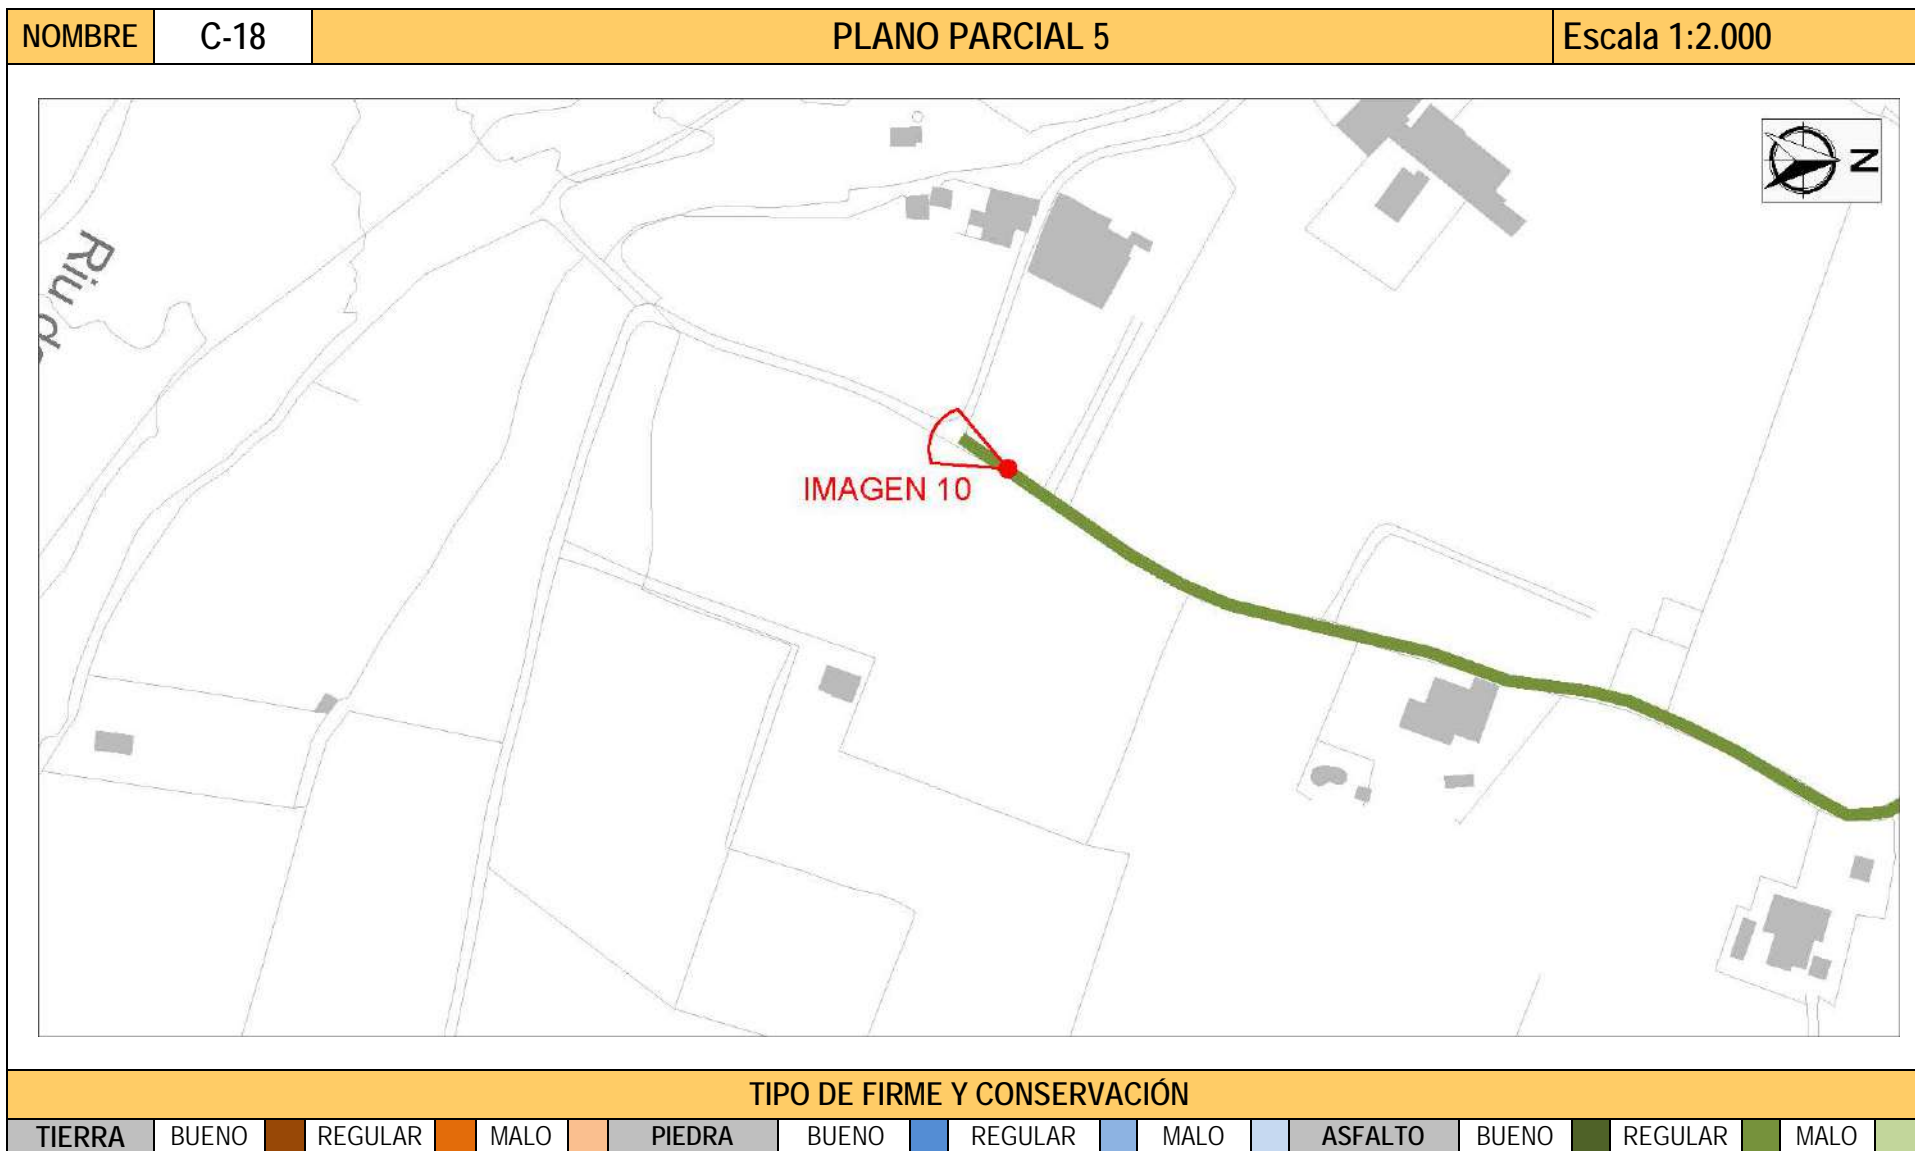 NOMBRE C-18 PLANO PARCIAL 5 Escala 1:2.000
N
Riu de
IMAGEN 10
TIPO DE FIRME Y CONSERVACIÓN
TIERRA BUENO REGULAR MALO PIEDRA BUENO REGULAR MALO ASFALTO BUENO REGULAR MALO